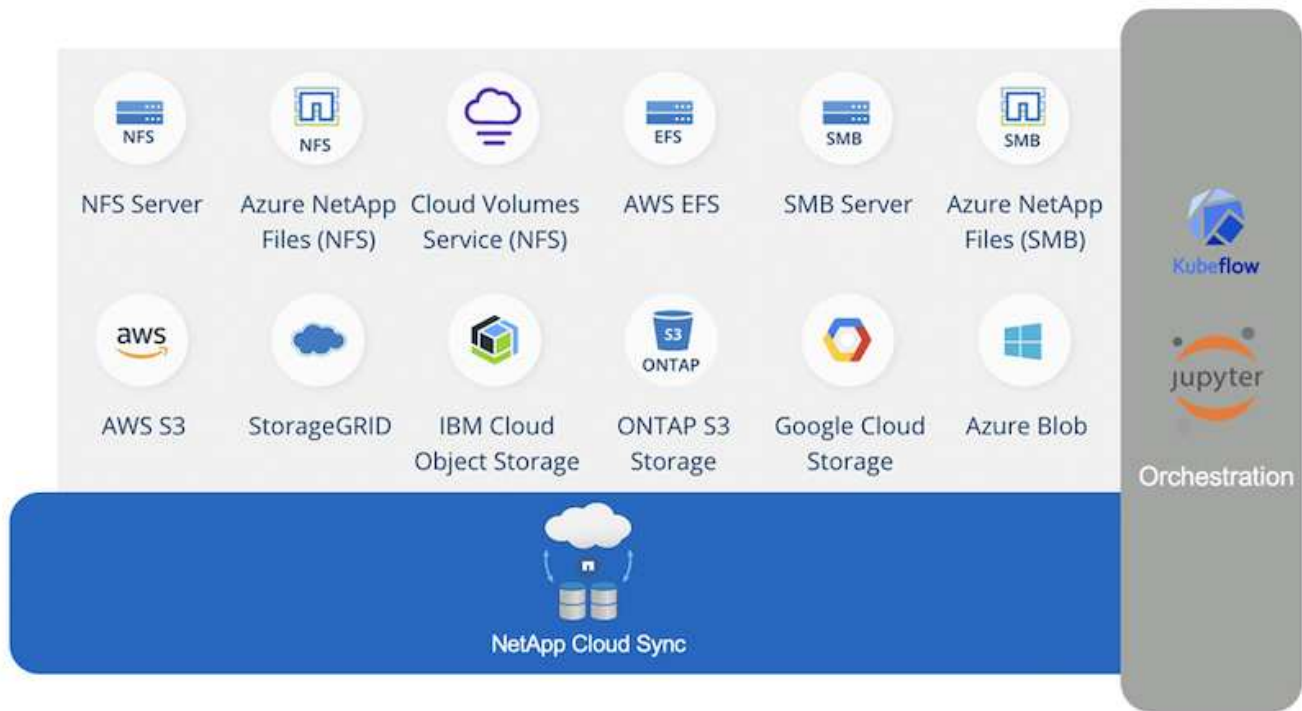 NFS
NFS
EFS
SMB
SMB
NFS Server
Azure NetApp
Files (NFS)
Cloud Volumes
Service (NFS)
AWS EFS
SMB Server
Azure NetApp
Files (SMB)
aws
S3
ONTAP
AWS S3
StorageGRID
IBM Cloud
Object Storage
ONTAP S3
Storage
Google Cloud
Storage
Azure Blob
NetApp Cloud Sync
Kubeflow
jupyter
Orchestration